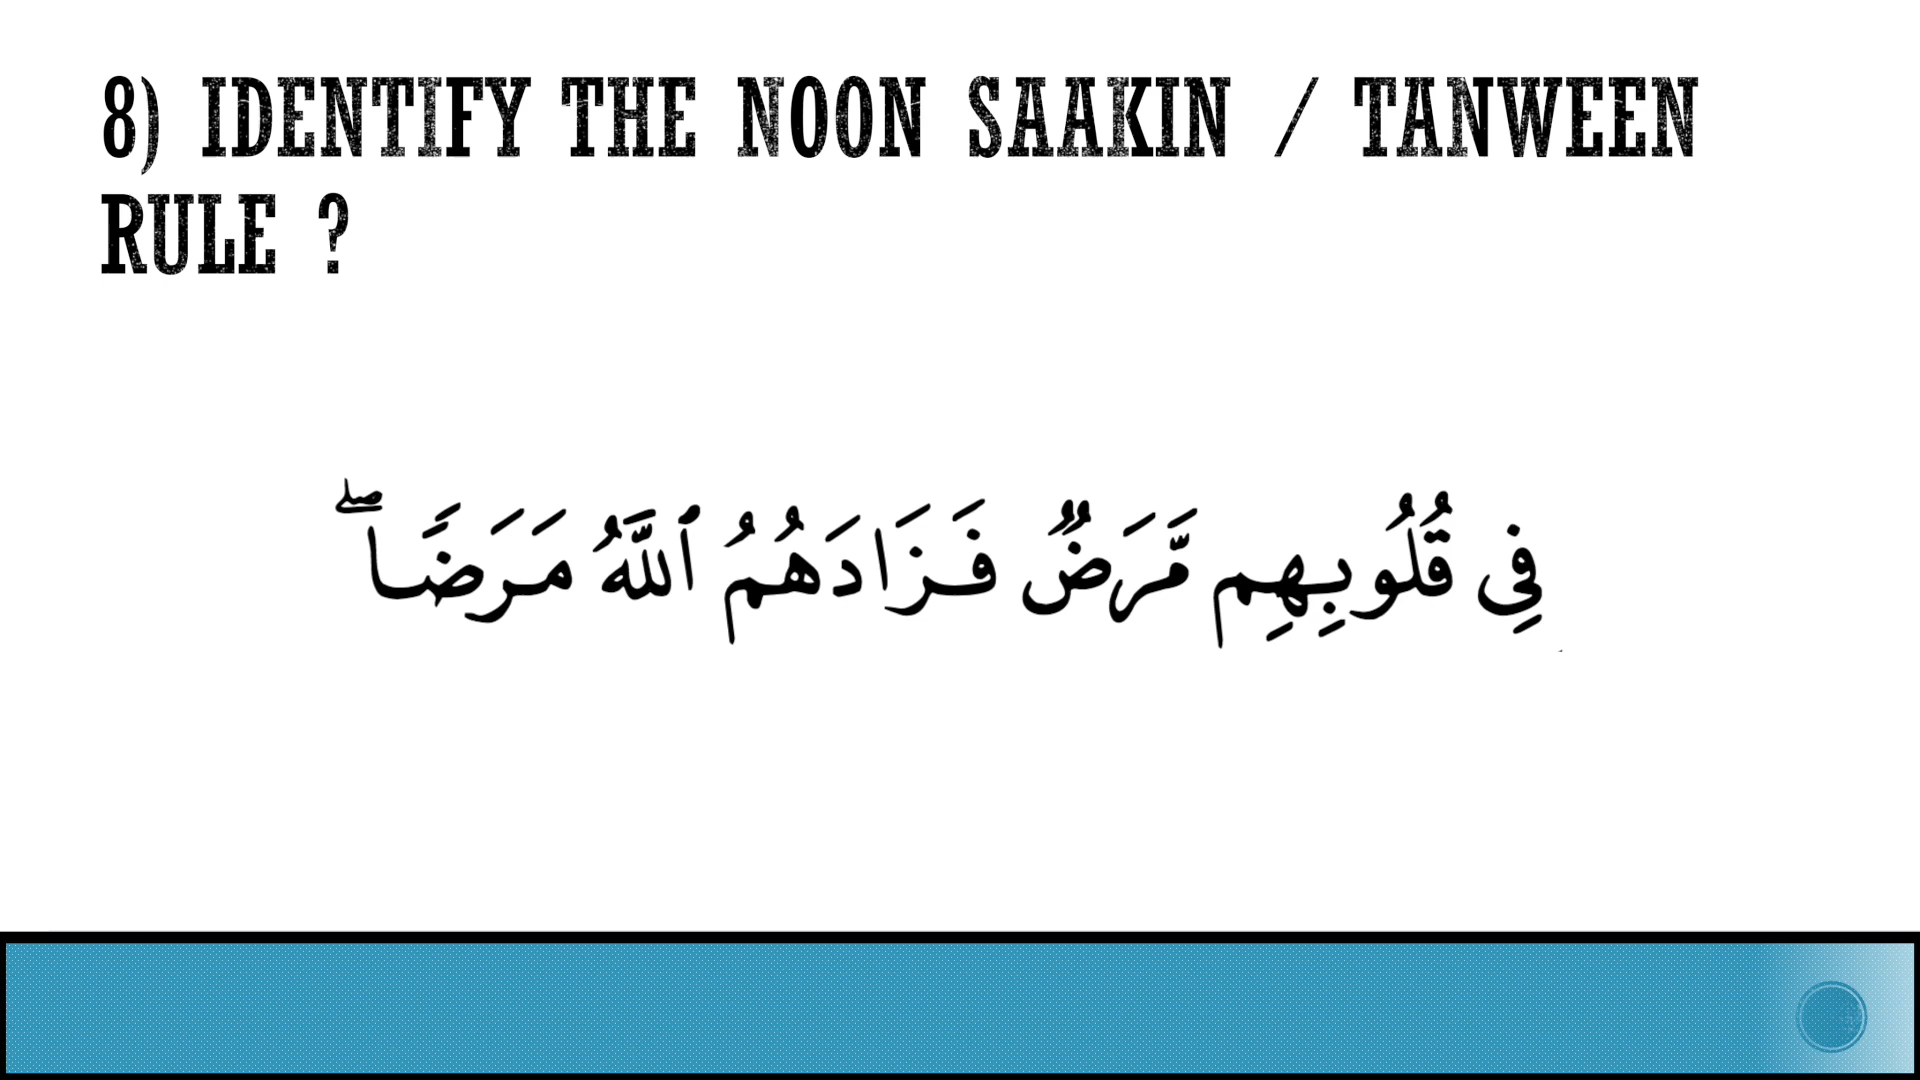 8) IDENTIFY THE NOON SAAKIN / TANWEEN
RULE ?
فِي قُلُوبِهِم مَّرَضٌ فَزَادَهُمُ ٱللَّهُ مَرَضًا ۖ